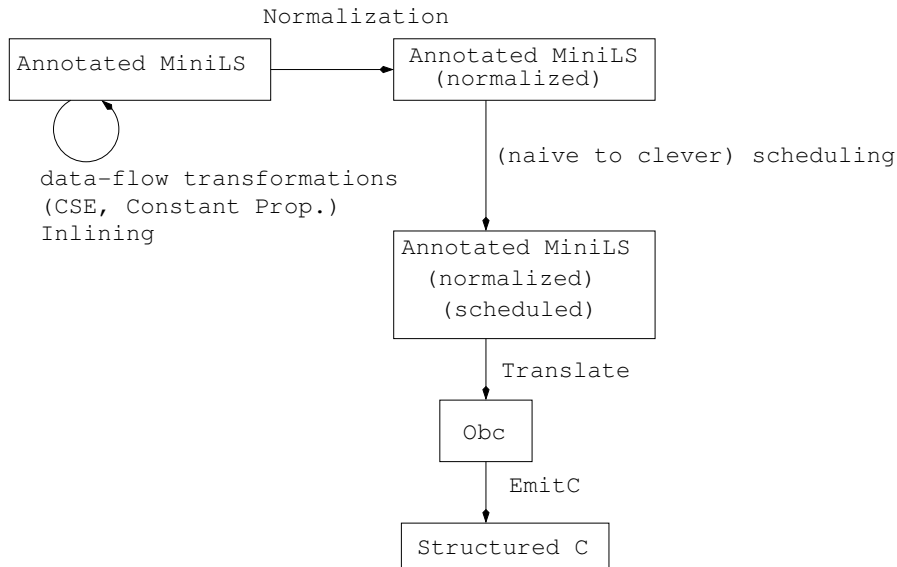 Normalization
Annotated MiniLS
Annotated MiniLS
(normalized)
(naive to clever) scheduling
data-flow transformations
(CSE, Constant Prop.)
Inlining
Annotated MiniLS
(normalized)
(scheduled)
Translate
Obc
EmitC
Structured C